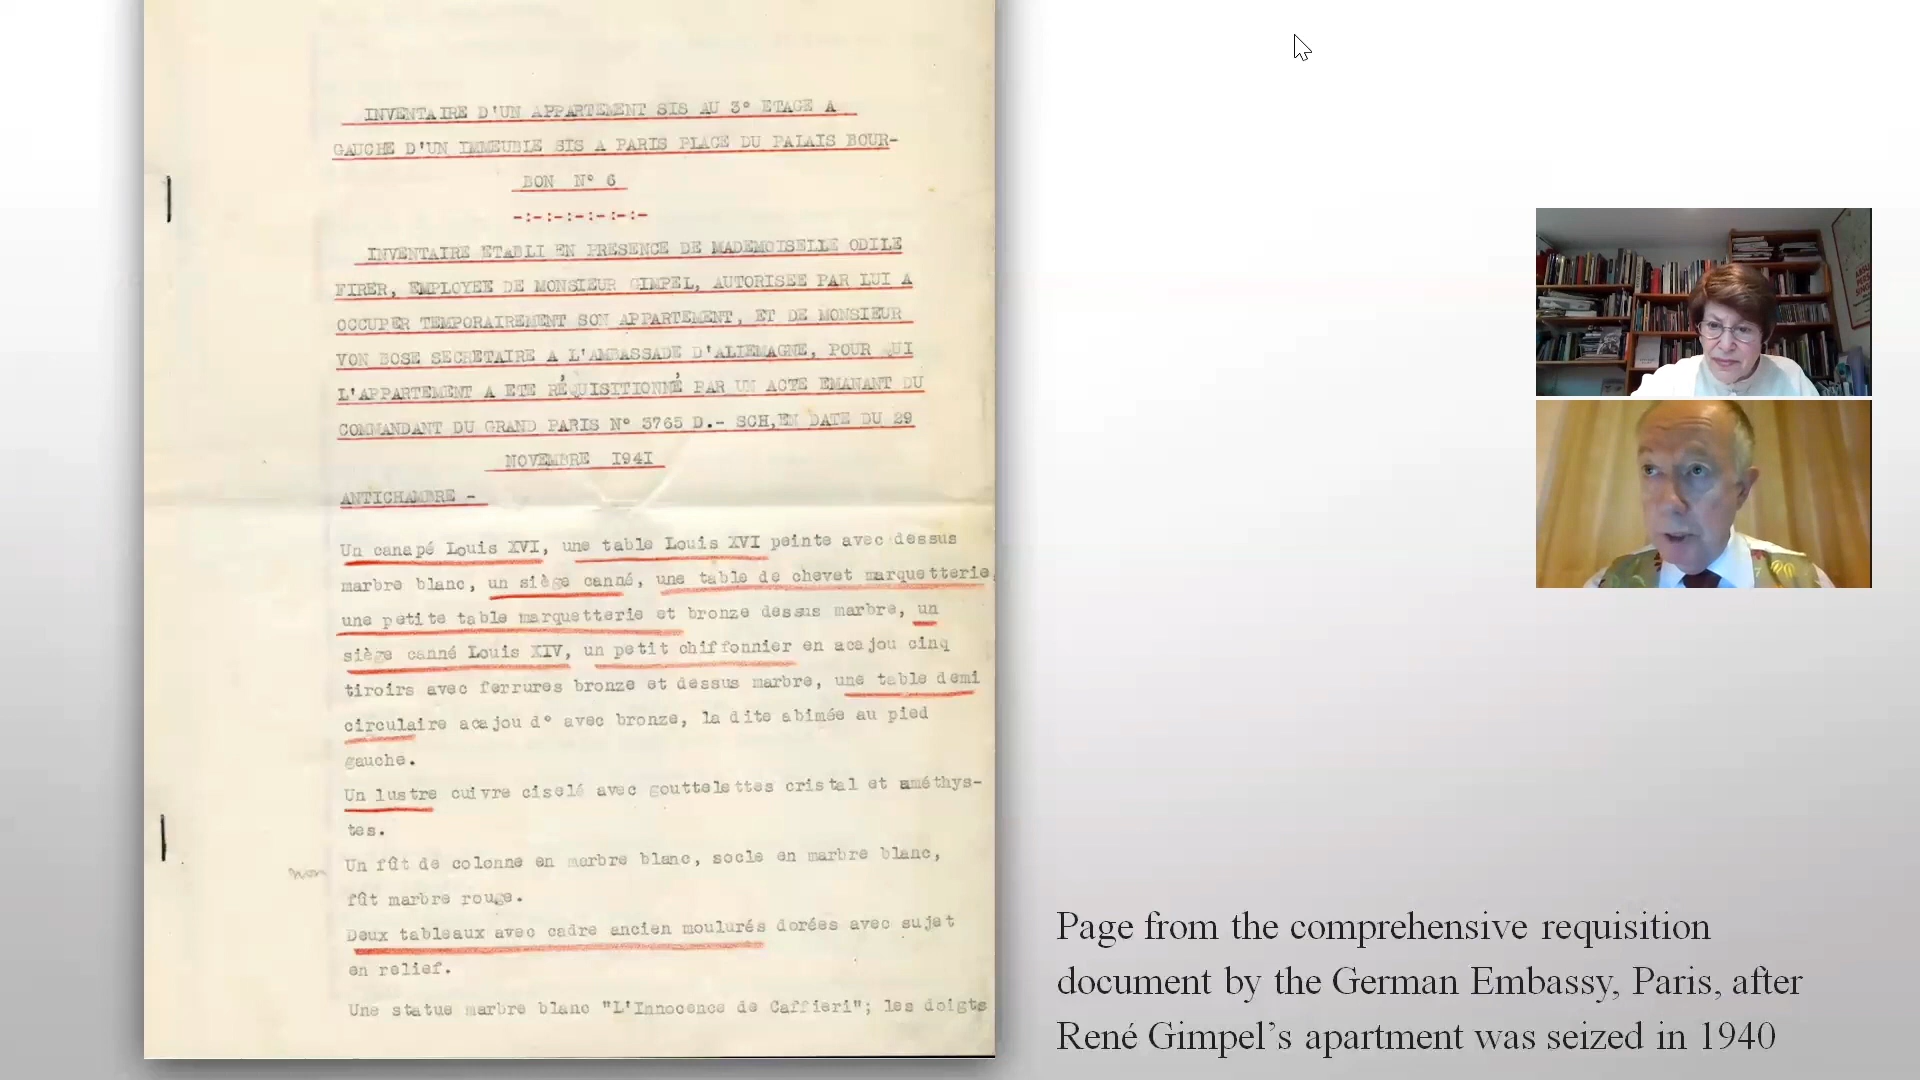 INVENTAIRE D'UN APPARTEMENT SIS AU 3° ETAGE A
GAUCHE D'UN IMMEUBLE SIS A PARIS PLACE DU PALAIS BOUR-
BON N° 6
-:-:-:-:-:-:-
INVENTAIRE ETABLI EN PRESENCE DE MADEMOISELLE ODILE
FIRER, EMPLOYEE DE MONSIEUR GIMPEL, AUTORISEE PAR LUI A
OCCUPER TEMPORAIREMENT SON APPARTEMENT, ET DE MONSIEUR
VON BOSE SECRETAIRE A L'AMBASSADE D'ALLEMAGNE, POUR QUI
L'APPARTEMENT A ETE RÉQUISITIONNÉ PAR UN ACTE EMANANT DU
COMMANDANT DU GRAND PARIS N° 3765 D.- SCH,EN DATE DU 29
NOVEMBRE I94I
ANTICHAMBRE -
Un canapé Louis XVI, une table Louis XVI peinte avec dessus
marbre blanc, un siège canné, une table de chevet marquetterie,
une petite table marquetterie et bronze dessus marbre, un
siège canné Louis XIV, un petit chiffonnier en acajou cinq
tiroirs avec ferrures bronze et dessus marbre, une table demi
circulaire acajou d° avec bronze, la dite abimée au pied
gauche.
Un lustre cuivre ciselé avec gouttelettes cristal et améthys-
tes.
non
Un fût de colonne en marbre blanc, socle en marbre blanc,
fût marbre rouge.
Deux tableaux avec cadre ancien moulurés dorées avec sujet
en relief.
Une statue marbre blanc "L'Innocence de Caffieri"; les doigts
Page from the comprehensive requisition
document by the German Embassy, Paris, after
René Gimpel’s apartment was seized in 1940